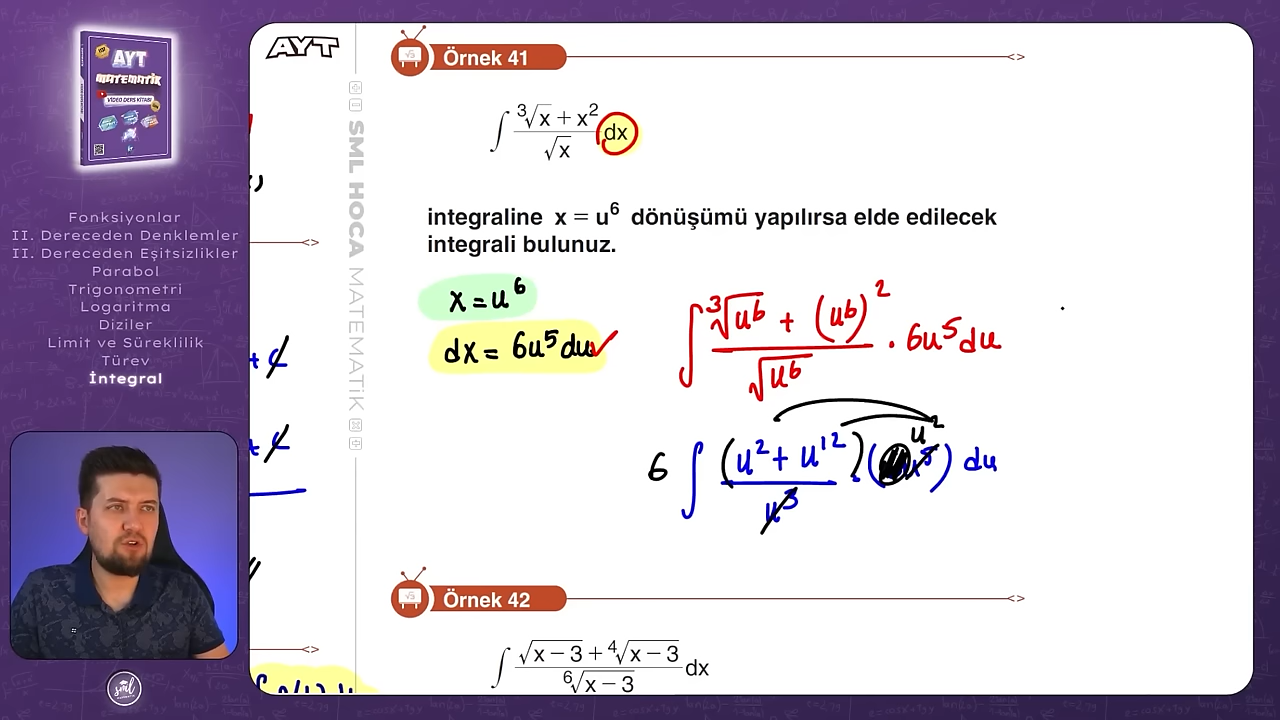 AYT
MATEMATİK
VİDEO DERS KİTABI
Fonksiyonlar
II. Dereceden Denklemler
II. Dereceden Eşitsizlikler
Parabol
Trigonometri
Logaritma
Diziler
Limit ve Süreklilik
Türev
İntegral
sml
AYT
SML HOCA MATEMATİK
Örnek 41
∫ (³√x + x²)/√x dx
integraline x = u⁶ dönüşümü yapılırsa elde edilecek
integrali bulunuz.
x = u⁶
dx = 6u⁵du ✓
∫ (³√u⁶ + (u⁶)²)/√u⁶ · 6u⁵du
6 ∫ (u² + u¹²)/u³ · (u⁵) du
u²
+ c
+ c
Örnek 42
∫ (√x − 3 + ⁴√x − 3)/⁶√x − 3 dx